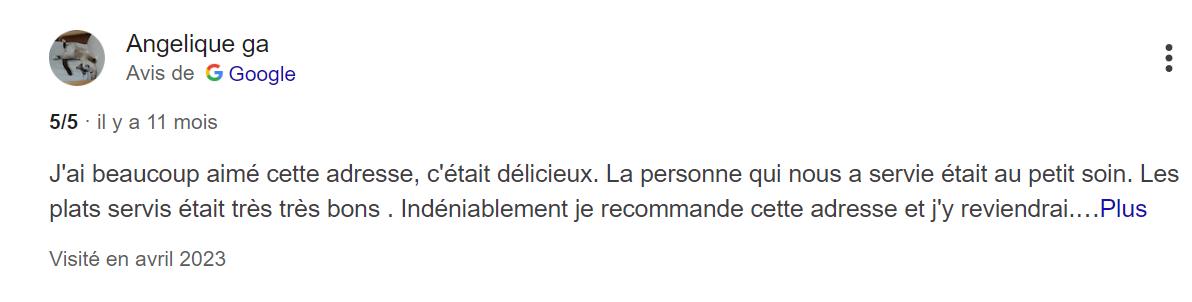 Angelique ga
Avis de Google
5/5 · il y a 11 mois
J'ai beaucoup aimé cette adresse, c'était délicieux. La personne qui nous a servie était au petit soin. Les
plats servis était très très bons . Indéniablement je recommande cette adresse et j'y reviendrai.…Plus
Visité en avril 2023